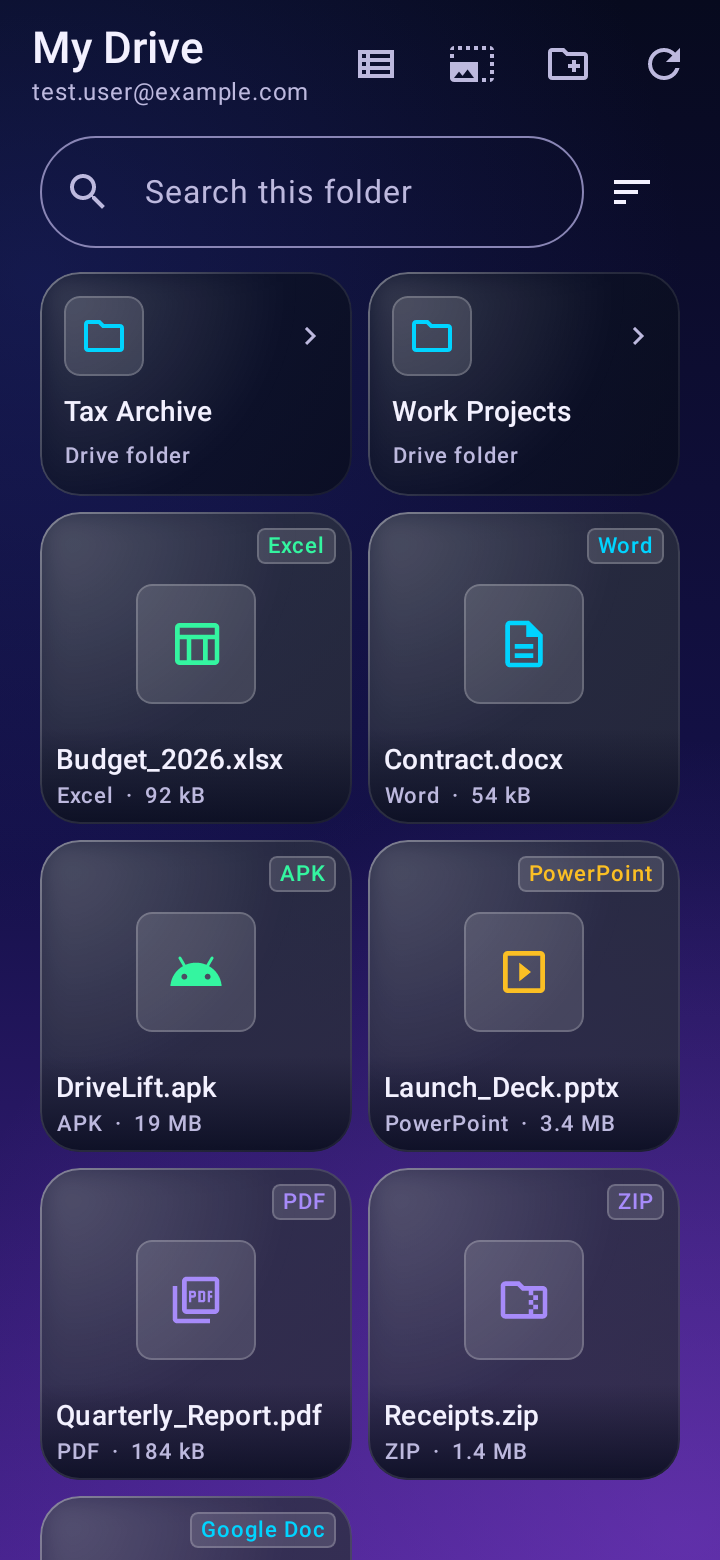 My Drive
test.user@example.com
Search this folder
Tax Archive
Drive folder
Work Projects
Drive folder
Excel
Budget_2026.xlsx
Excel · 92 kB
Word
Contract.docx
Word · 54 kB
APK
DriveLift.apk
APK · 19 MB
PowerPoint
Launch_Deck.pptx
PowerPoint · 3.4 MB
PDF
PDF
Quarterly_Report.pdf
PDF · 184 kB
ZIP
Receipts.zip
ZIP · 1.4 MB
Google Doc